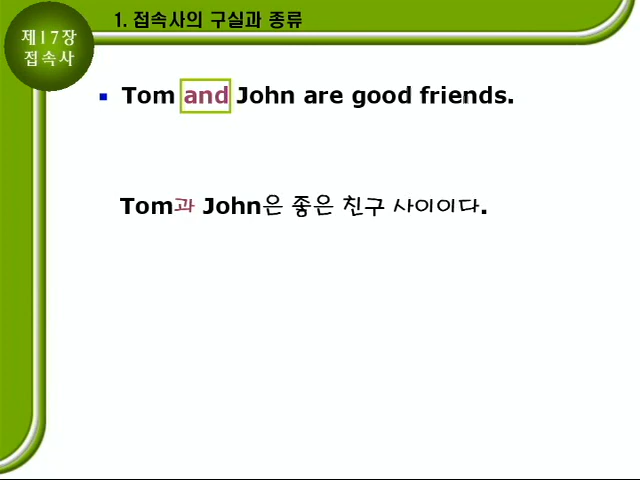 제17장
접속사
1. 접속사의 구실과 종류
Tom and John are good friends.
Tom과 John은 좋은 친구 사이이다.